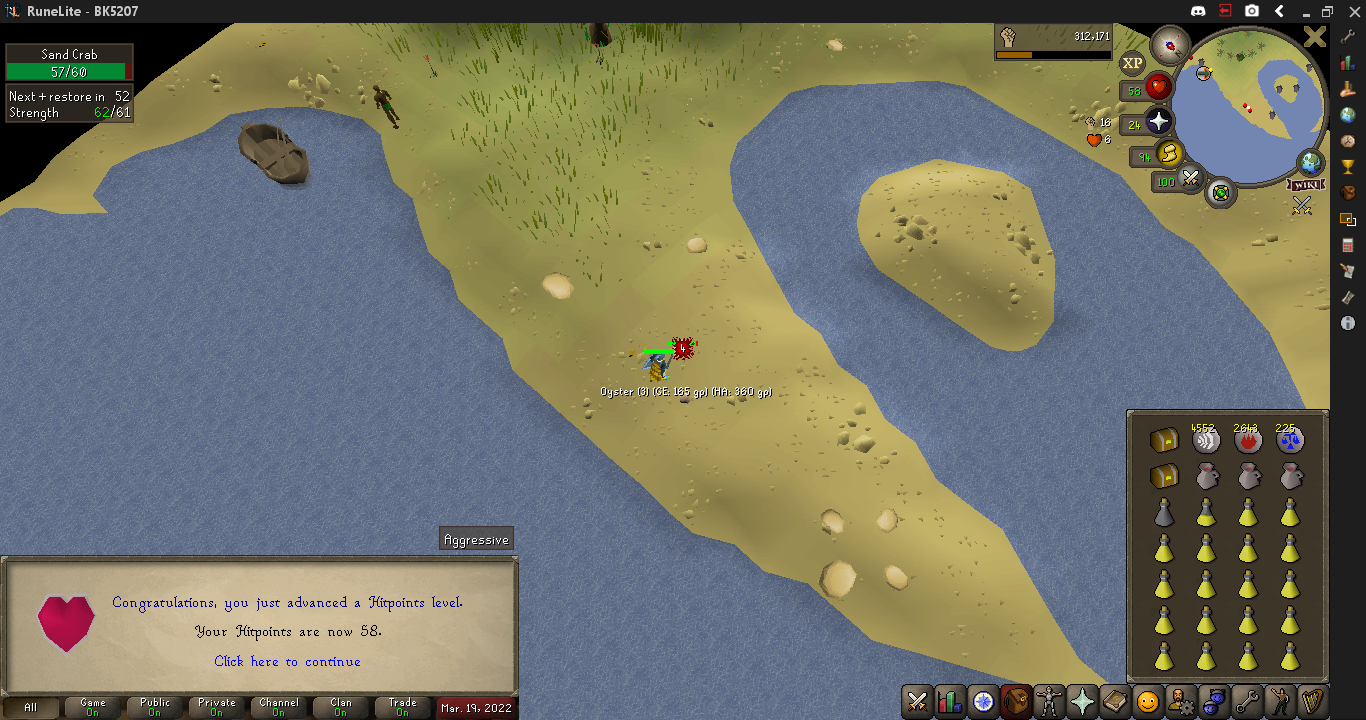 RuneLite - BK5207
Sand Crab
57/60
Next + restore in 52
Strength 62/61
312,171
XP
58
16
24
6
94
100
WIKI
4
Oyster (3) (GE: 165 gp) (HA: 360 gp)
4552 2643 225
Aggressive
Congratulations, you just advanced a Hitpoints level.
Your Hitpoints are now 58.
Click here to continue
All
Game On
Public On
Private On
Channel On
Clan On
Trade On
Mar. 19, 2022